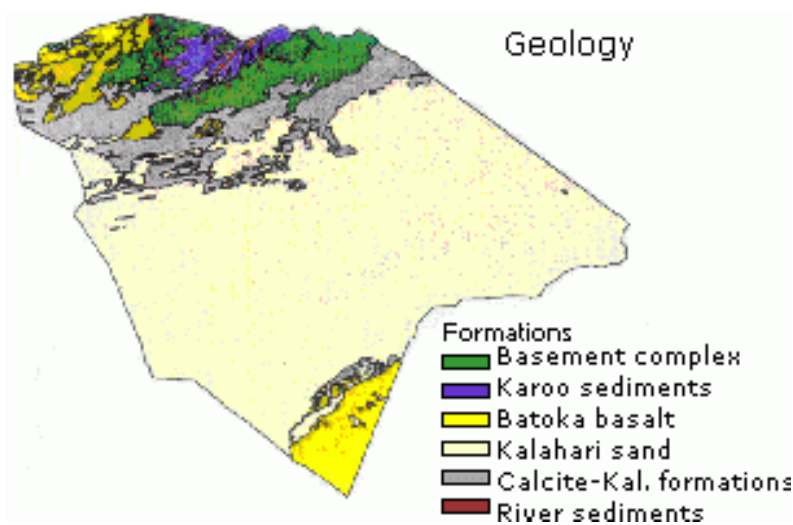 Geology
Formations
Basement complex
Karoo sediments
Batoka basalt
Kalahari sand
Calcite-Kal. formations
River sediments